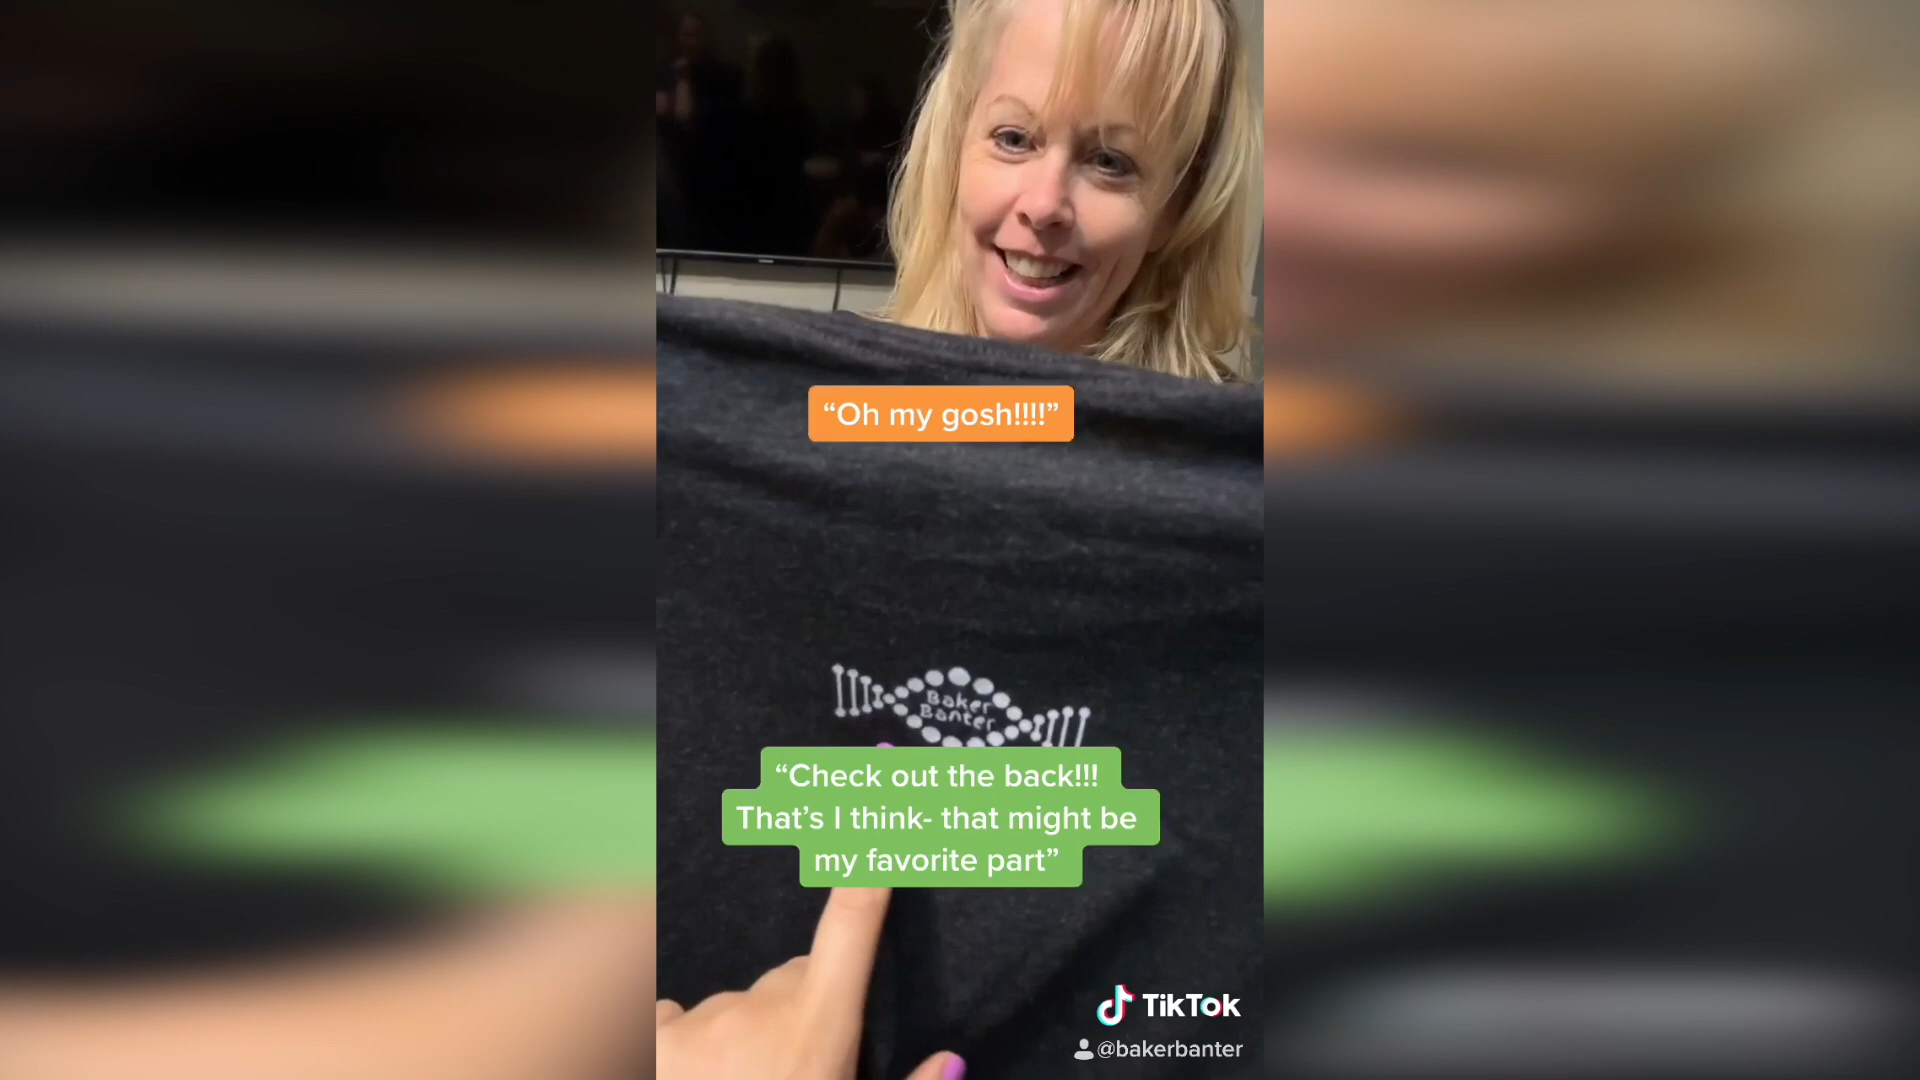 “Oh my gosh!!!!”
Baker
Banter
“Check out the back!!!
That’s I think- that might be
my favorite part”
TikTok
@bakerbanter